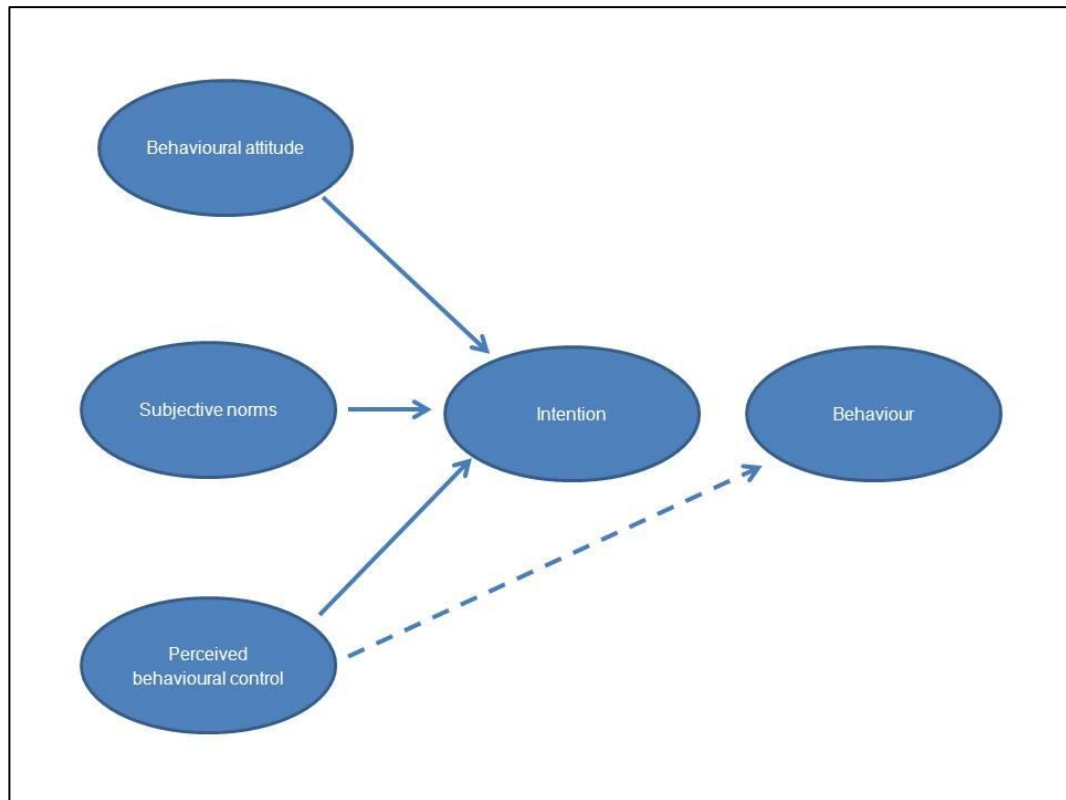 Behavioural attitude
Subjective norms
Intention
Behaviour
Perceived
behavioural control